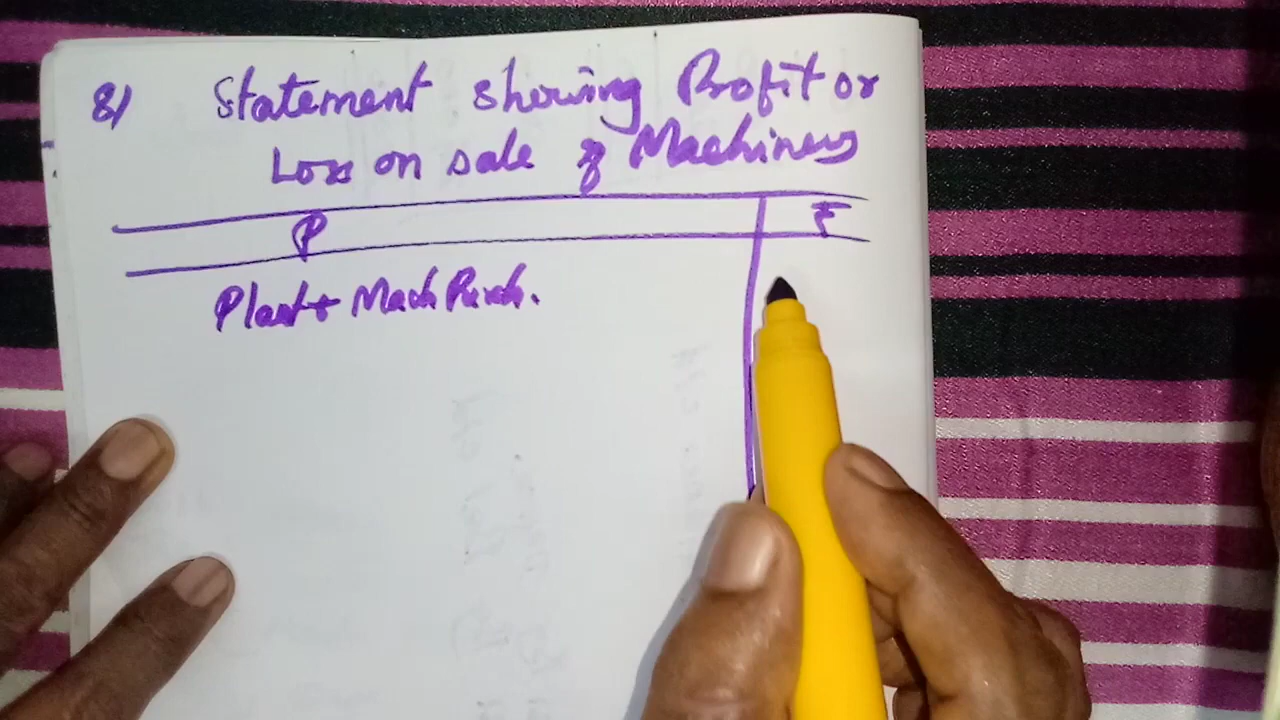 8) Statement showing Profit or
Loss on sale of Machinery
P ₹
Plant + Mach Purch.